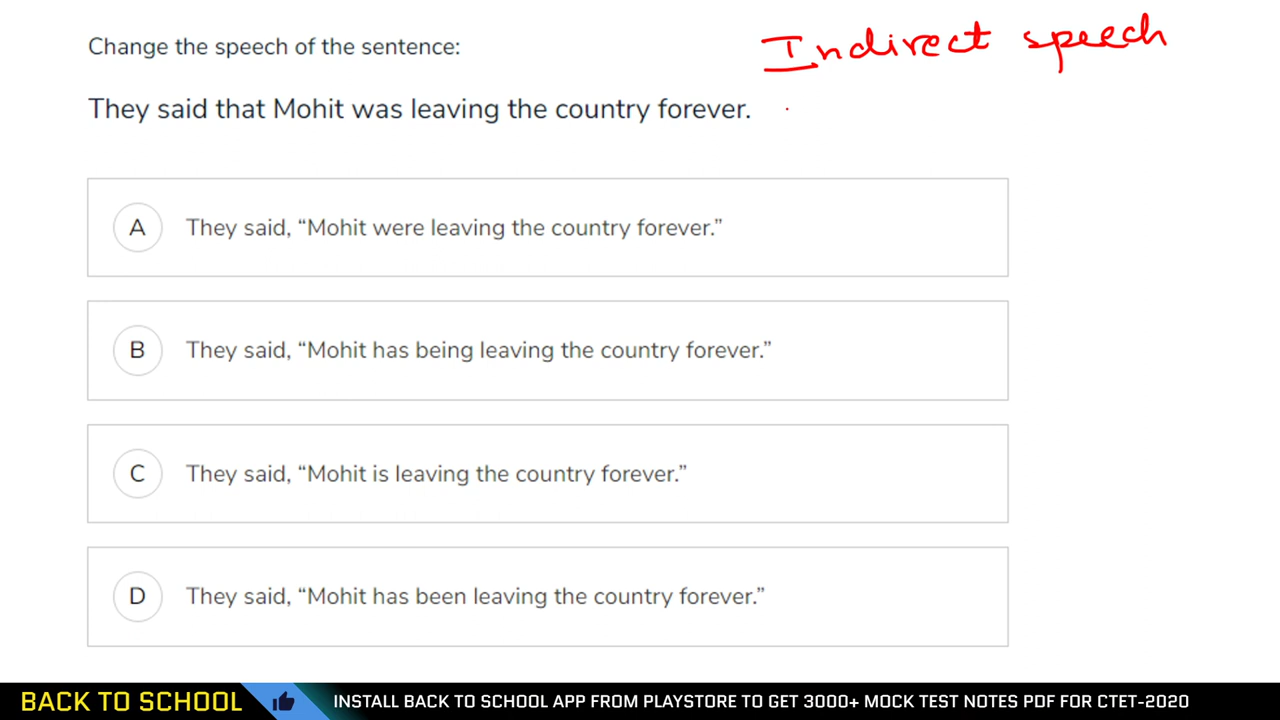 Change the speech of the sentence:
Indirect speech
They said that Mohit was leaving the country forever.
A They said, “Mohit were leaving the country forever.”
B They said, “Mohit has being leaving the country forever.”
C They said, “Mohit is leaving the country forever.”
D They said, “Mohit has been leaving the country forever.”
BACK TO SCHOOL INSTALL BACK TO SCHOOL APP FROM PLAYSTORE TO GET 3000+ MOCK TEST NOTES PDF FOR CTET-2020